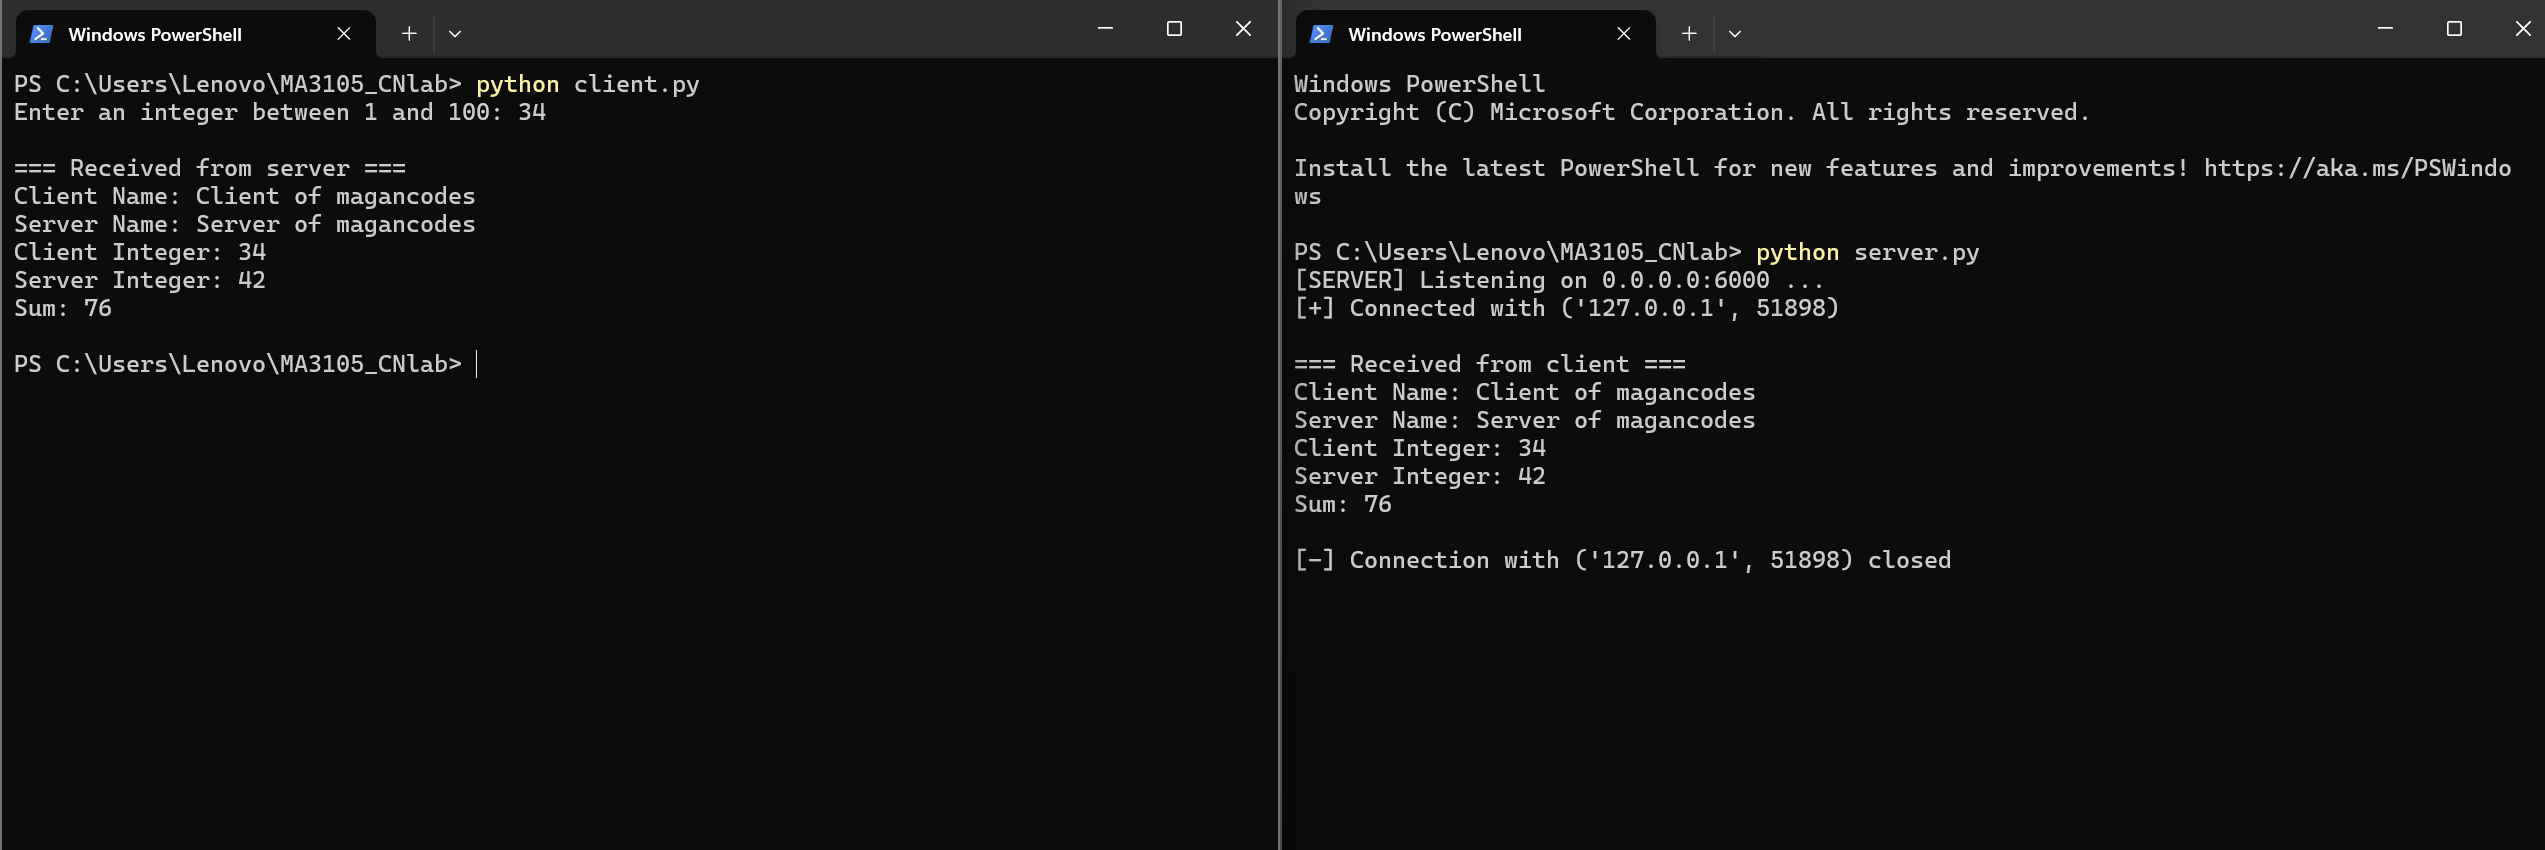 Windows PowerShell
PS C:\Users\Lenovo\MA3105_CNlab> python client.py
Enter an integer between 1 and 100: 34
=== Received from server ===
Client Name: Client of magancodes
Server Name: Server of magancodes
Client Integer: 34
Server Integer: 42
Sum: 76
PS C:\Users\Lenovo\MA3105_CNlab>
Windows PowerShell
Windows PowerShell
Copyright (C) Microsoft Corporation. All rights reserved.
Install the latest PowerShell for new features and improvements! https://aka.ms/PSWindo
ws
PS C:\Users\Lenovo\MA3105_CNlab> python server.py
[SERVER] Listening on 0.0.0.0:6000 ...
[+] Connected with ('127.0.0.1', 51898)
=== Received from client ===
Client Name: Client of magancodes
Server Name: Server of magancodes
Client Integer: 34
Server Integer: 42
Sum: 76
[-] Connection with ('127.0.0.1', 51898) closed